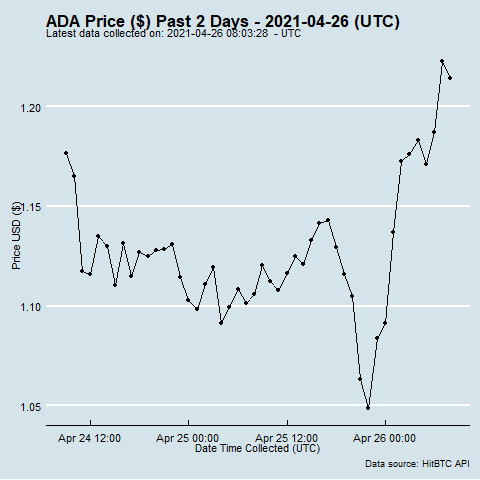 ADA Price ($) Past 2 Days - 2021-04-26 (UTC)
Latest data collected on: 2021-04-26 08:03:28 - UTC
1.20
1.15
1.10
1.05
Price USD ($)
Apr 24 12:00
Apr 25 00:00
Apr 25 12:00
Apr 26 00:00
Date Time Collected (UTC)
Data source: HitBTC API